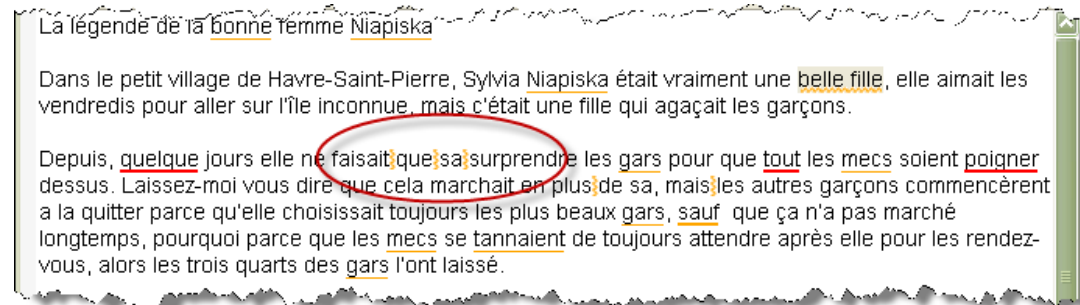 La légende de la bonne femme Niapiska
Dans le petit village de Havre-Saint-Pierre, Sylvia Niapiska était vraiment une belle fille, elle aimait les
vendredis pour aller sur l'île inconnue, mais c'était une fille qui agaçait les garçons.
Depuis, quelque jours elle ne faisait que sa surprendre les gars pour que tout les mecs soient poigner
dessus. Laissez-moi vous dire que cela marchait en plus de sa, mais les autres garçons commencèrent
a la quitter parce qu'elle choisissait toujours les plus beaux gars, sauf  que ça n'a pas marché
longtemps, pourquoi parce que les mecs se tannaient de toujours attendre après elle pour les rendez-
vous, alors les trois quarts des gars l'ont laissé.